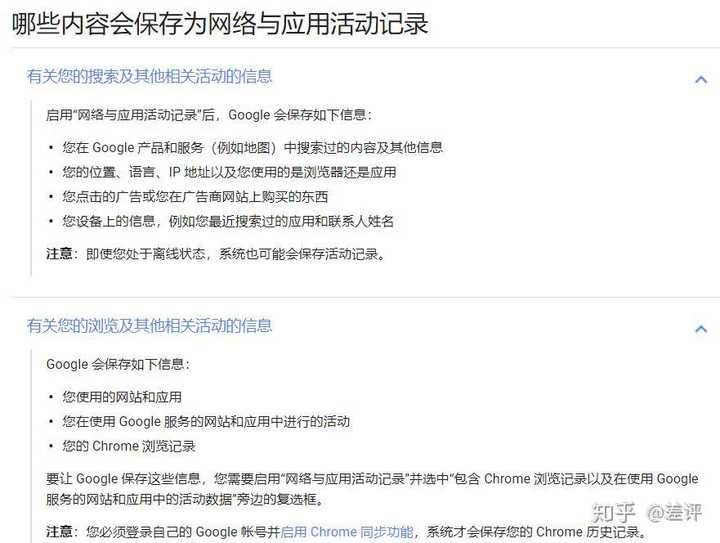 哪些内容会保存为网络与应用活动记录
有关您的搜索及其他相关活动的信息
启用“网络与应用活动记录”后，Google 会保存如下信息：
• 您在 Google 产品和服务（例如地图）中搜索过的内容及其他信息
• 您的位置、语言、IP 地址以及您使用的是浏览器还是应用
• 您点击的广告或您在广告商网站上购买的东西
• 您设备上的信息，例如您最近搜索过的应用和联系人姓名
注意：即使您处于离线状态，系统也可能会保存活动记录。
有关您的浏览及其他相关活动的信息
Google 会保存如下信息：
• 您使用的网站和应用
• 您在使用 Google 服务的网站和应用中进行的活动
• 您的 Chrome 浏览记录
要让 Google 保存这些信息，您需要启用“网络与应用活动记录”并选中“包含 Chrome 浏览记录以及在使用 Google
服务的网站和应用中的活动数据”旁边的复选框。
注意：您必须登录自己的 Google 帐号并启用 Chrome 同步功能，系统才会保存您的 Chrome 历史记录。
知乎 @差评